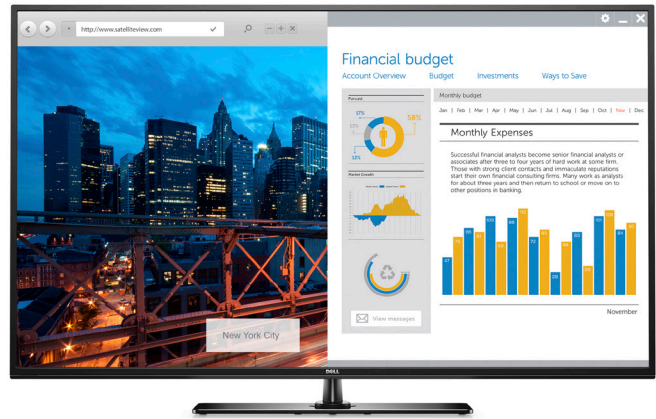 http://www.satelliteview.com
New York City
Financial budget
Account Overview Budget Investments Ways to Save
Forcast
17%
58%
13%
12%
Market Growth
View messages
Monthly budget
Jan | Feb | Mar | Apr | May | Jun | Jul | Aug | Sep | Oct | Nov | Dec
Monthly Expenses
Successful financial analysts become senior financial analysts or
associates after three to four years of hard work at some firm.
Those with strong client contacts and immaculate reputations
start their own financial consulting firms. Many work as analysts
for about three years and then return to school or move on to
other positions in banking.
November
DELL